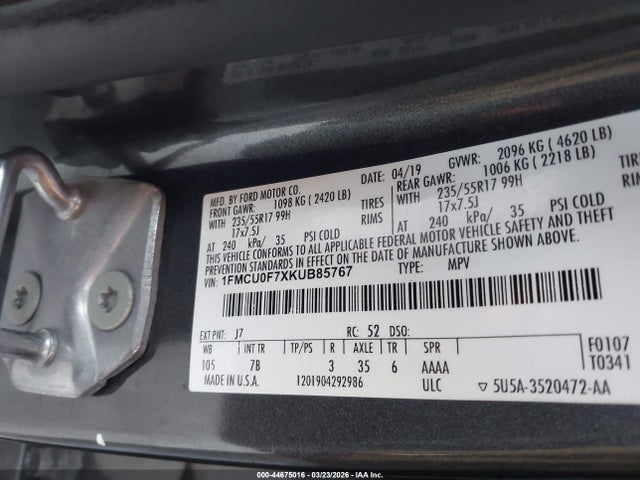 MFD. BY FORD MOTOR CO.
DATE: 04/19 GVWR: 2096 KG ( 4620 LB)
FRONT GAWR: 1098 KG ( 2420 LB)
REAR GAWR: 1006 KG ( 2218 LB)
WITH 235/55R17 99H TIRES
WITH 235/55R17 99H TIRES
17x7.5J RIMS
17x7.5J RIMS
AT 240 kPa/ 35 PSI COLD
AT 240 kPa/ 35 PSI COLD
THIS VEHICLE CONFORMS TO ALL APPLICABLE FEDERAL MOTOR VEHICLE SAFETY AND THEFT
PREVENTION STANDARDS IN EFFECT ON THE DATE OF MANUFACTURE SHOWN ABOVE.
VIN: 1FMCU0F7XKUB85767 TYPE: MPV
EXT PNT: J7 RC: 52 DSO:
WB INT TR TP/PS R AXLE TR SPR
105 7B 3 35 6 AAAA
F0107
T0341
MADE IN U.S.A. 1201904292986 ULC ▽ 5U5A-3520472-AA
000-44675016 | 03/23/2026 | IAA Inc.